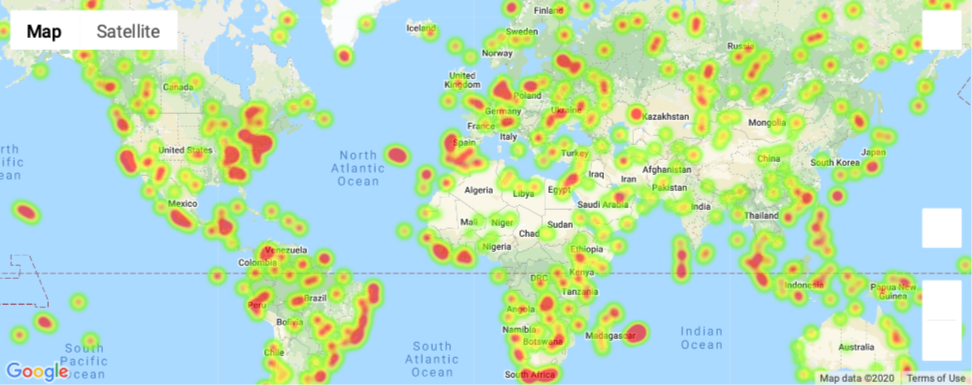 Map Satellite
Finland
Iceland
Sweden
Russia
Norway
Canada
United
Kingdom
Poland
Germany
Ukraine
Kazakhstan
France
Mongolia
Italy
Spain
United States
North
Atlantic
Ocean
Turkey
China
Japan
South Korea
rth
ific
ean
Afghanistan
Iraq
Iran
Algeria
Libya
Egypt
Pakistan
Saudi Arabia
Mexico
India
Mali
Niger
Sudan
Thailand
Chad
Nigeria
Ethiopia
Venezuela
Colombia
DRC
Kenya
Indonesia
Papua New
Guinea
Tanzania
Brazil
Peru
Angola
Bolivia
Namibia
Madagascar
Botswana
Indian
Ocean
Chile
South
Atlantic
Ocean
South
Pacific
Ocean
Australia
South Africa
Google
Map data ©2020 Terms of Use